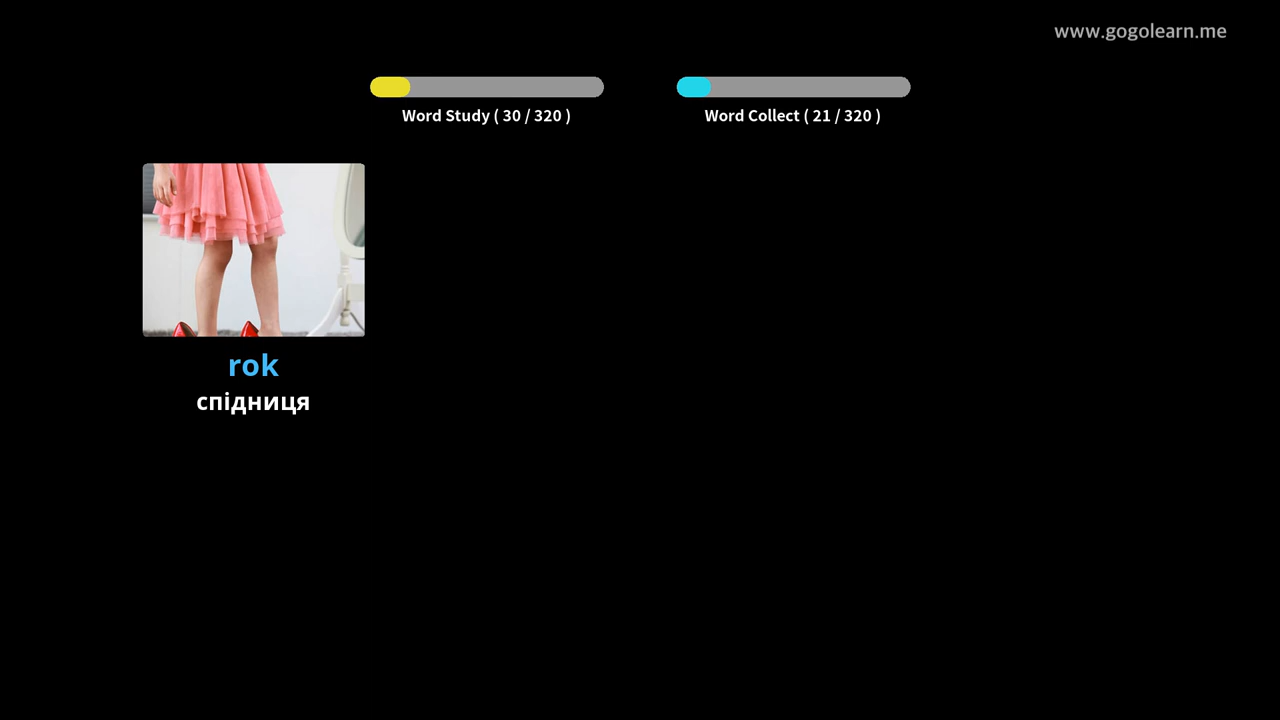 www.gogolearn.me
Word Study ( 30 / 320 )
Word Collect ( 21 / 320 )
rok
спідниця